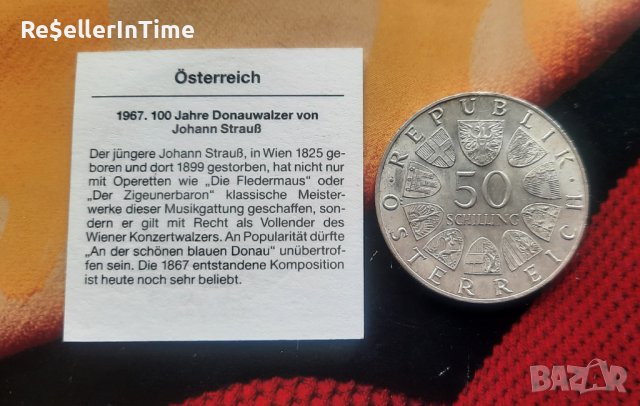 Re$ellerInTime
Österreich
1967. 100 Jahre Donauwalzer von
Johann Strauß
Der jüngere Johann Strauß, in Wien 1825 ge-
boren und dort 1899 gestorben, hat nicht nur
mit Operetten wie „Die Fledermaus" oder
„Der Zigeunerbaron" klassische Meister-
werke dieser Musikgattung geschaffen, son-
dern er gilt mit Recht als Vollender des
Wiener Konzertwalzers. An Popularität dürfte
„An der schönen blauen Donau" unübertrof-
fen sein. Die 1867 entstandene Komposition
ist heute noch sehr beliebt.
· REPUBLIK ·
50
SCHILLING
ÖSTERREICH
BAZAR